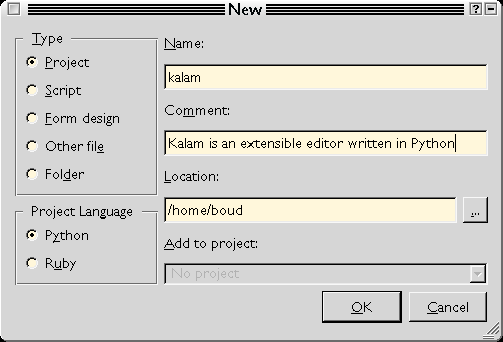 New
Type
Project
Script
Form design
Other file
Folder
Project Language
Python
Ruby
Name:
kalam
Comment:
Kalam is an extensible editor written in Python
Location:
/home/boud
...
Add to project:
No project
OK
Cancel